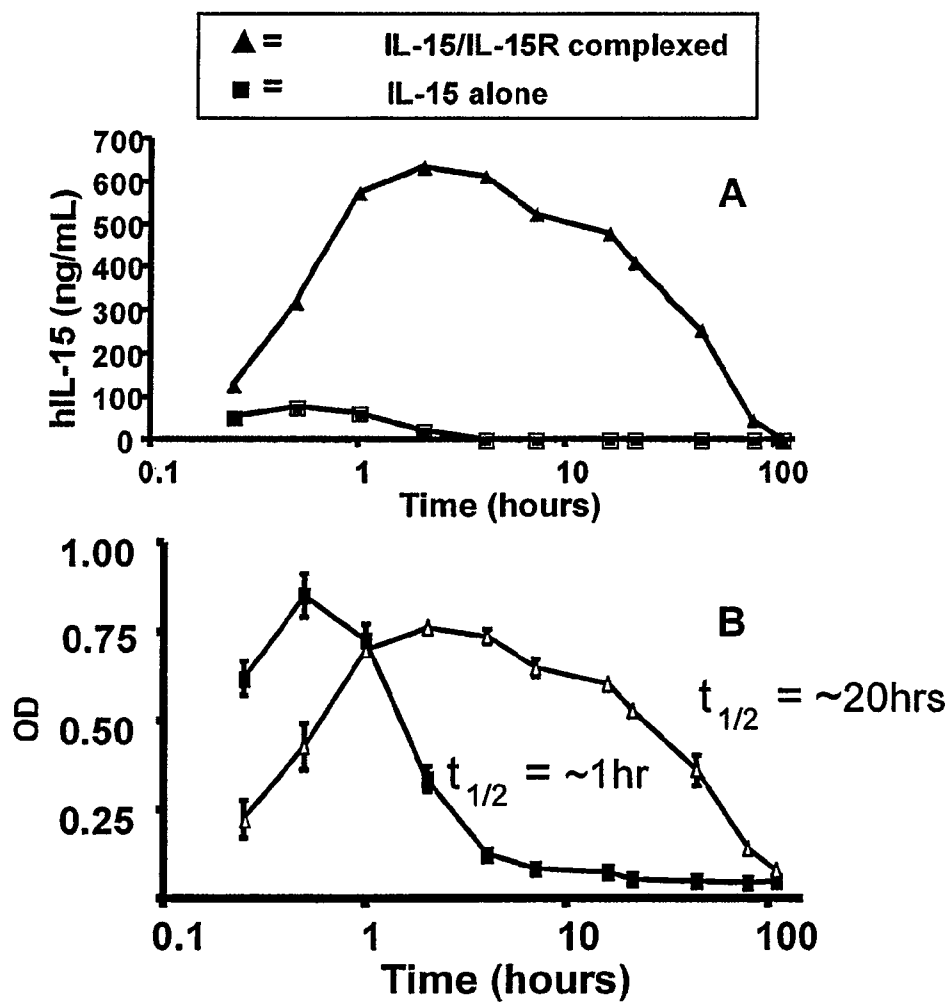 ▲= IL-15/IL-15R complexed
■ = IL-15 alone
700
600
500
400
300
200
100
0
hIL-15 (ng/mL)
A
0.1 1 10 100
Time (hours)
1.00
0.75
0.50
0.25
OD
B
t1/2 = ~20hrs
t1/2 = ~1hr
0.1 1 10 100
Time (hours)